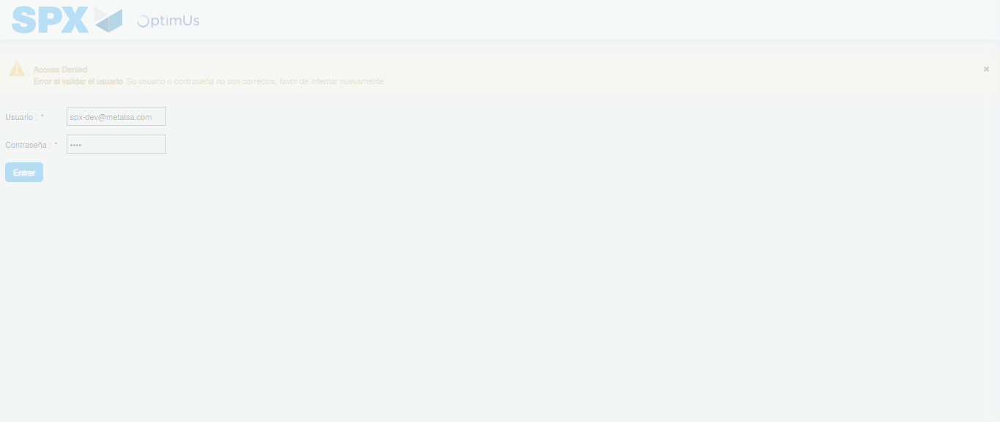 SPX OptimUs
Access Denied
Error al validar el usuario Su usuario o contraseña no son correctos, favor de intentar nuevamente
Usuario : * spx-dev@metalsa.com
Contraseña : * ••••
Entrar